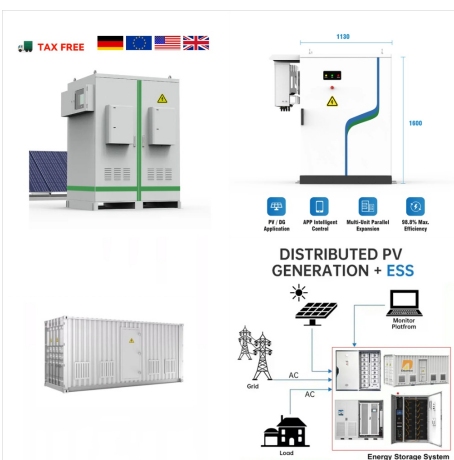 TAX FREE
1130
1600
PV / DG
Application
APP Intelligent
Control
Multi-Unit Parallel
Expansion
98.8% Max.
Efficiency
DISTRIBUTED PV
GENERATION + ESS
Monitor
Platfrom
Grid
AC
AC
Load
Energy Storage System